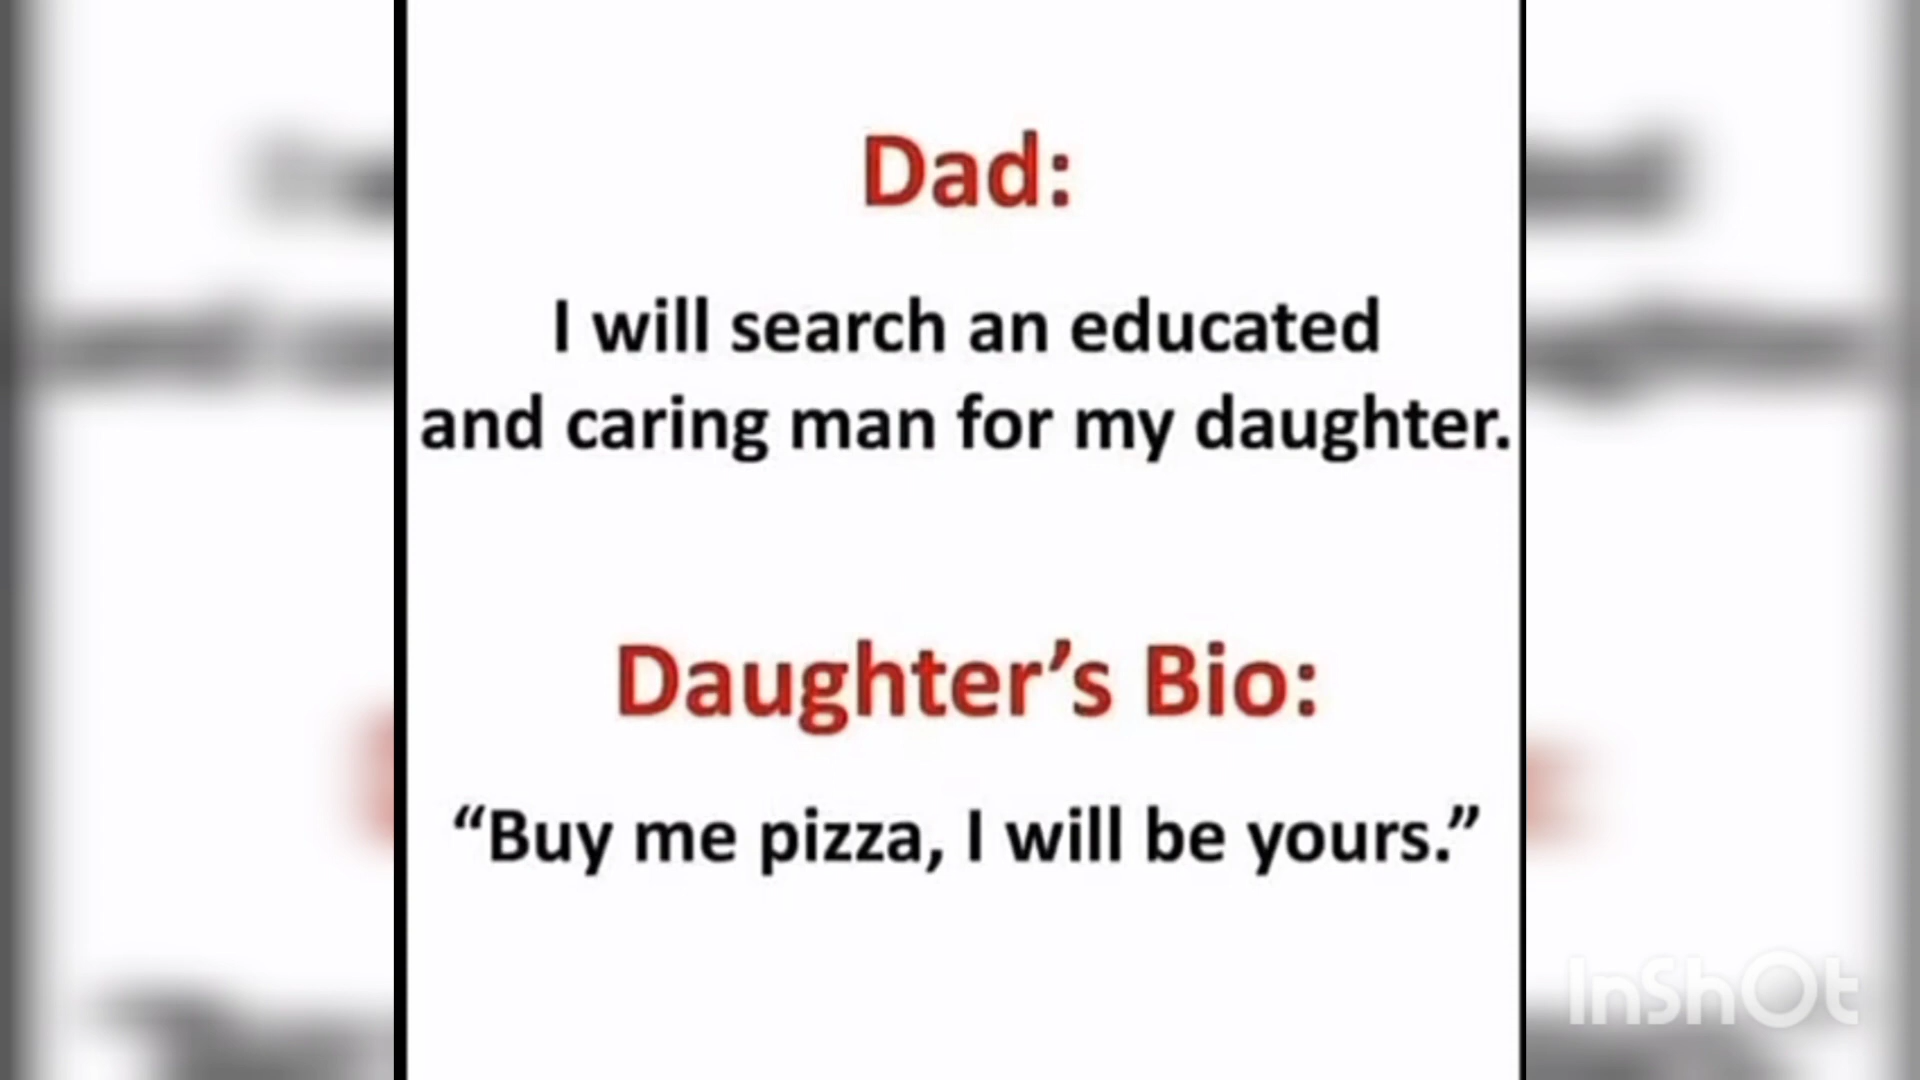 Dad:
I will search an educated
and caring man for my daughter.
Daughter’s Bio:
“Buy me pizza, I will be yours.”
InShOt